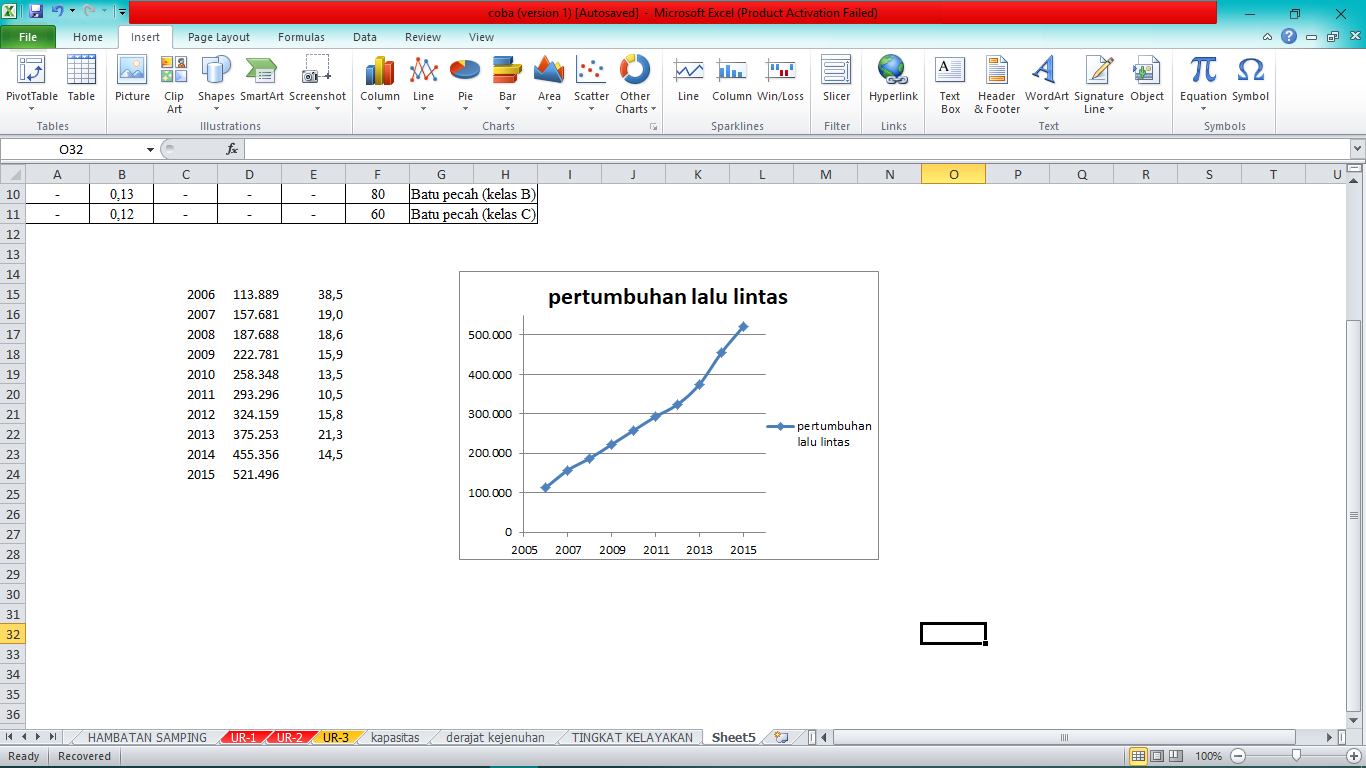 coba (version 1) [Autosaved] - Microsoft Excel (Product Activation Failed)
File Home Insert Page Layout Formulas Data Review View
PivotTable Table Picture Clip Art Shapes SmartArt Screenshot Column Line Pie Bar Area Scatter Other Charts Line Column Win/Loss Slicer Hyperlink Text Box Header & Footer WordArt Signature Line Object Equation Symbol
Tables Illustrations Charts Sparklines Filter Links Text Symbols
O32 fx
A B C D E F G H I J K L M N O P Q R S T U
10 - 0,13 - - - 80 Batu pecah (kelas B)
11 - 0,12 - - - 60 Batu pecah (kelas C)
12
13
14
15 2006 113.889 38,5
16 2007 157.681 19,0
17 2008 187.688 18,6
18 2009 222.781 15,9
19 2010 258.348 13,5
20 2011 293.296 10,5
21 2012 324.159 15,8
22 2013 375.253 21,3
23 2014 455.356 14,5
24 2015 521.496
25
26
27
28
29
30
31
32
33
34
35
36
pertumbuhan lalu lintas
500.000
400.000
300.000
200.000
100.000
0
2005 2007 2009 2011 2013 2015
pertumbuhan
lalu lintas
HAMBATAN SAMPING UR-1 UR-2 UR-3 kapasitas derajat kejenuhan TINGKAT KELAYAKAN Sheet5
Ready Recovered 100%